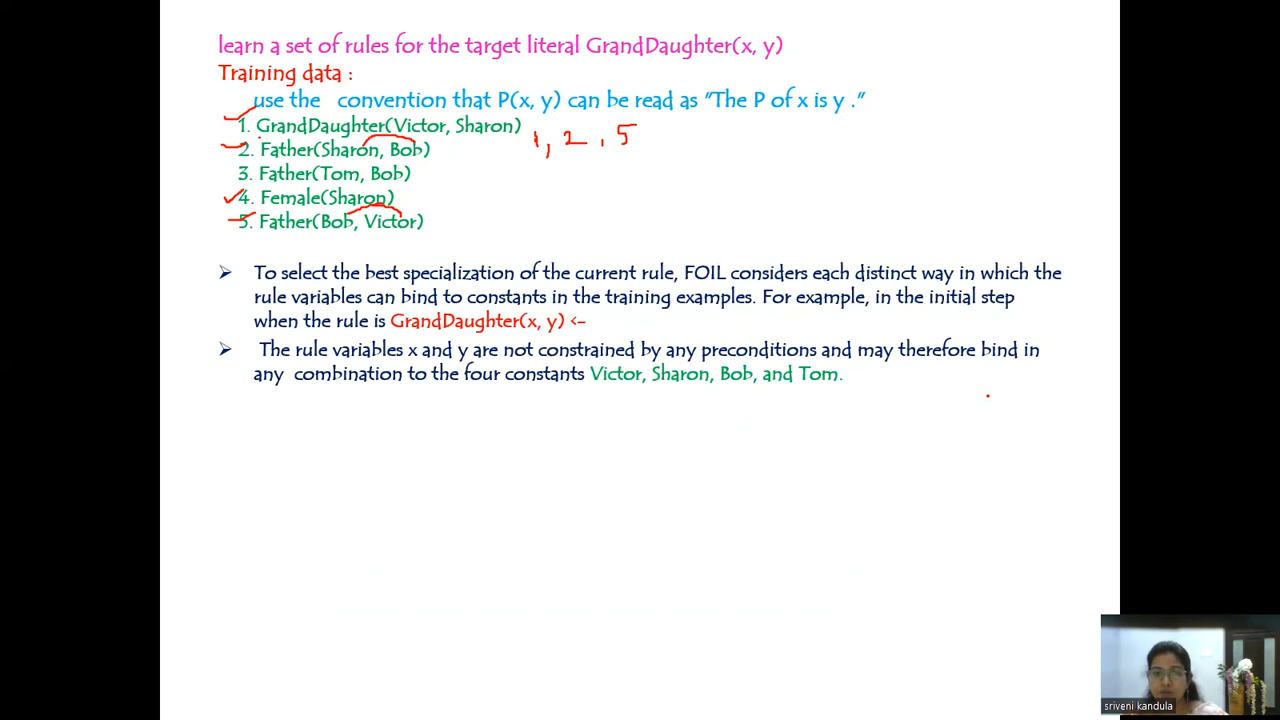 learn a set of rules for the target literal GrandDaughter(x, y)
Training data :
use the convention that P(x, y) can be read as "The P of x is y ."
1. GrandDaughter(Victor, Sharon)
1, 2, 5
2. Father(Sharon, Bob)
3. Father(Tom, Bob)
4. Female(Sharon)
5. Father(Bob, Victor)
➢ To select the best specialization of the current rule, FOIL considers each distinct way in which the
rule variables can bind to constants in the training examples. For example, in the initial step
when the rule is GrandDaughter(x, y) <-
➢ The rule variables x and y are not constrained by any preconditions and may therefore bind in
any combination to the four constants Victor, Sharon, Bob, and Tom.
sriveni kandula